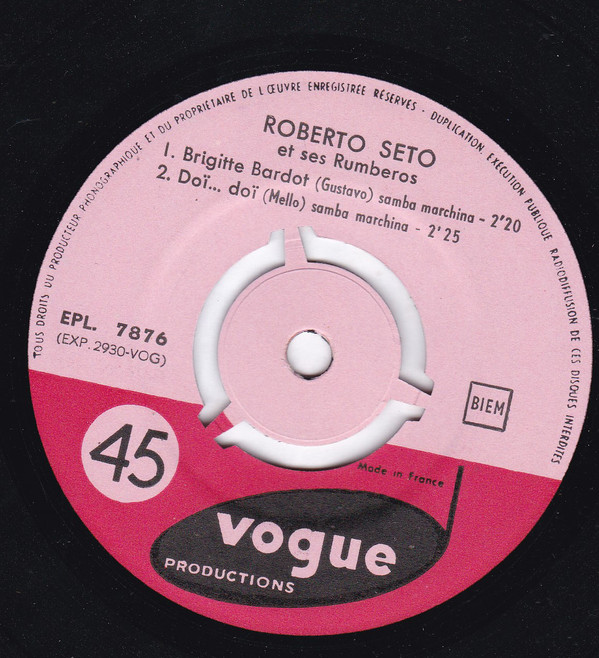 TOUS DROITS DU PRODUCTEUR PHONOGRAPHIQUE ET DU PROPRIÉTAIRE DE L'ŒUVRE ENREGISTRÉE RÉSERVÉS - DUPLICATION, EXÉCUTION PUBLIQUE RADIODIFFUSION DE CES DISQUES INTERDITES
ROBERTO SETO
et ses Rumberos
1. Brigitte Bardot (Gustavo) samba marchina - 2'20
2. Doï... doï (Mello) samba marchina - 2'25
EPL. 7876
(EXP. 2930-VOG)
BIEM
45
Made in France
vogue
PRODUCTIONS